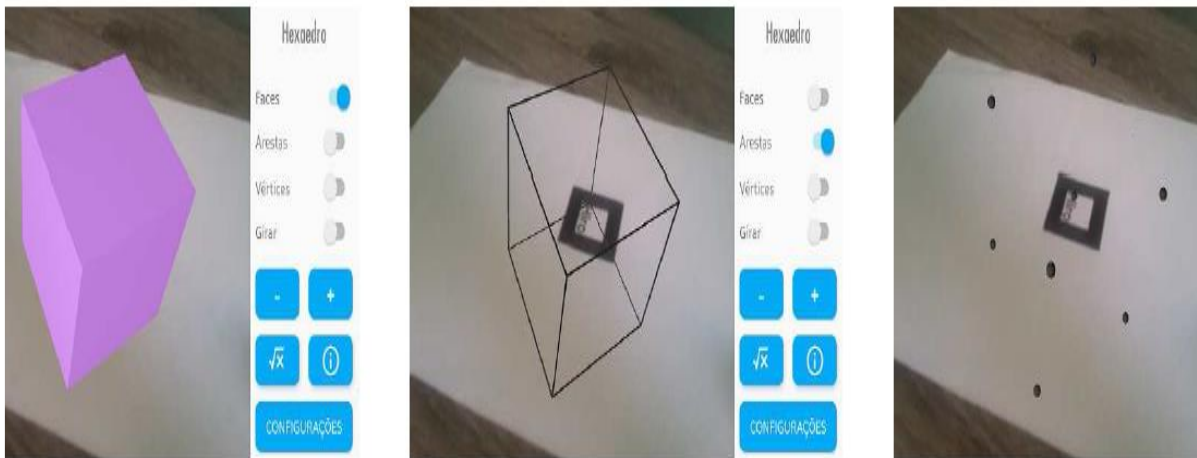 Hexaedro
Faces
Arestas
Vértices
Girar
-
+
√x
i
CONFIGURAÇÕES
Hexaedro
Faces
Arestas
Vértices
Girar
-
+
√x
i
CONFIGURAÇÕES